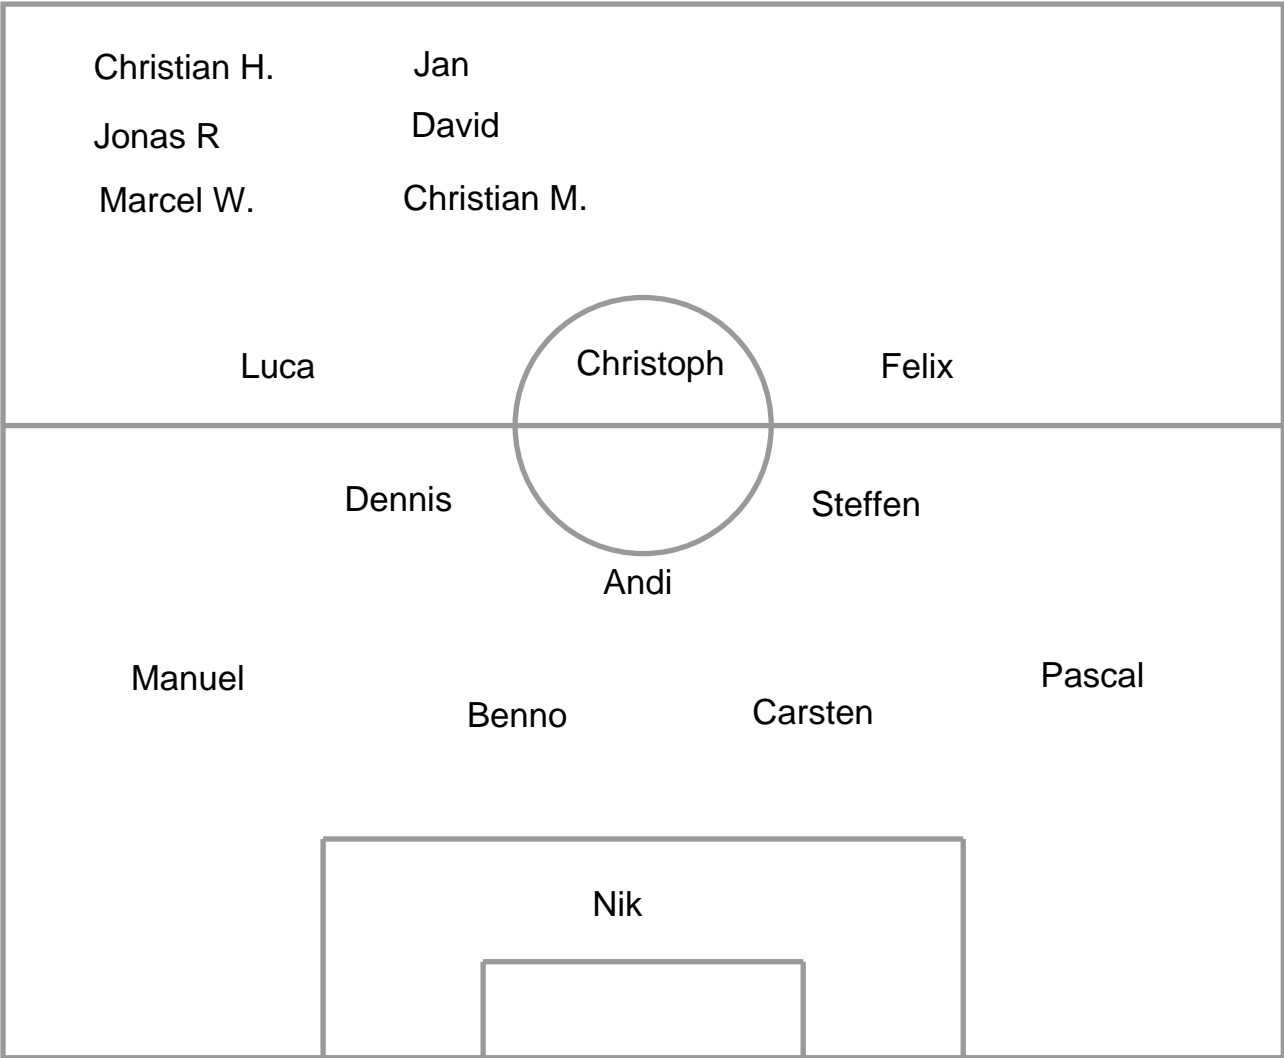 Christian H.
Jan
Jonas R
David
Marcel W.
Christian M.
Luca
Christoph
Felix
Dennis
Steffen
Andi
Manuel
Pascal
Benno
Carsten
Nik